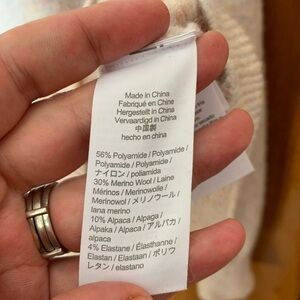 Made in China
Fabriqué en China
Hergestellt in China
Vervaardigd in China
中国製
hecho en china
56% Polyamide / Polyamide /
Polyamide / Polyamide /
ナイロン / poliamida
30% Merino Wool / Laine
Mérinos / Merinowolle /
Merinowol / メリノウール /
lana merino
10% Alpaca / Alpaga /
Alpaka / Alpaca / アルパカ /
alpaca
4% Elastane / Élasthanne /
Elastan / Elastaan / ポリウ
レタン / elastano